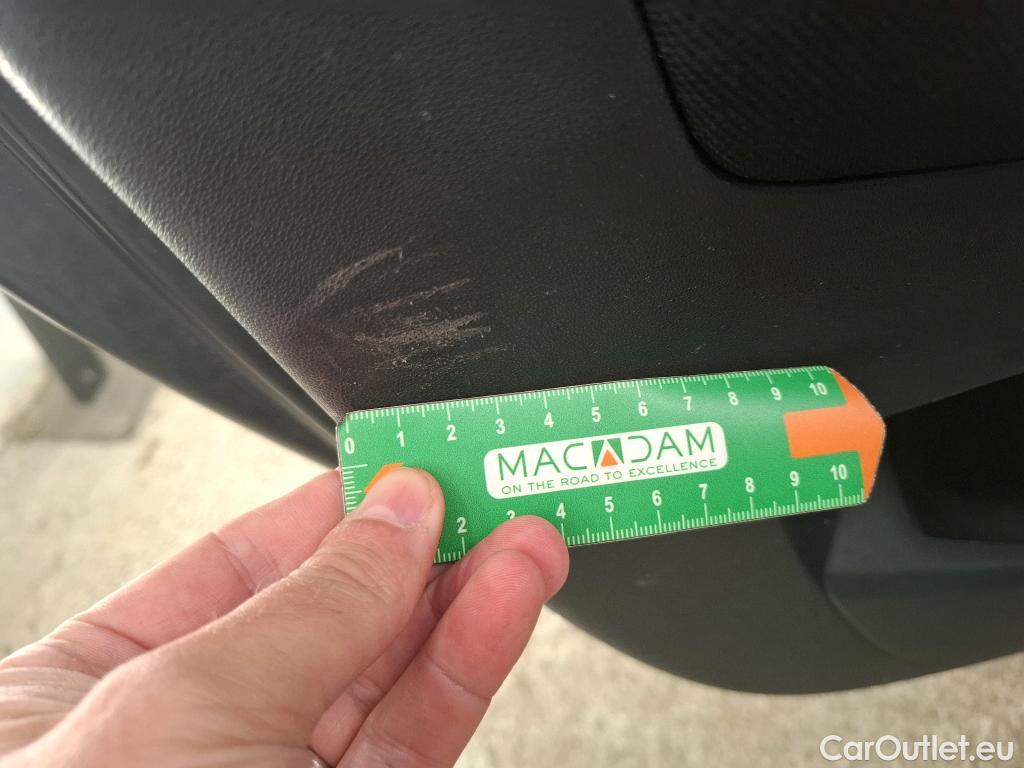 0 1 2 3 4 5 6 7 8 9 10
MACADAM
ON THE ROAD TO EXCELLENCE
2 3 4 5 6 7 8 9 10
CarOutlet.eu